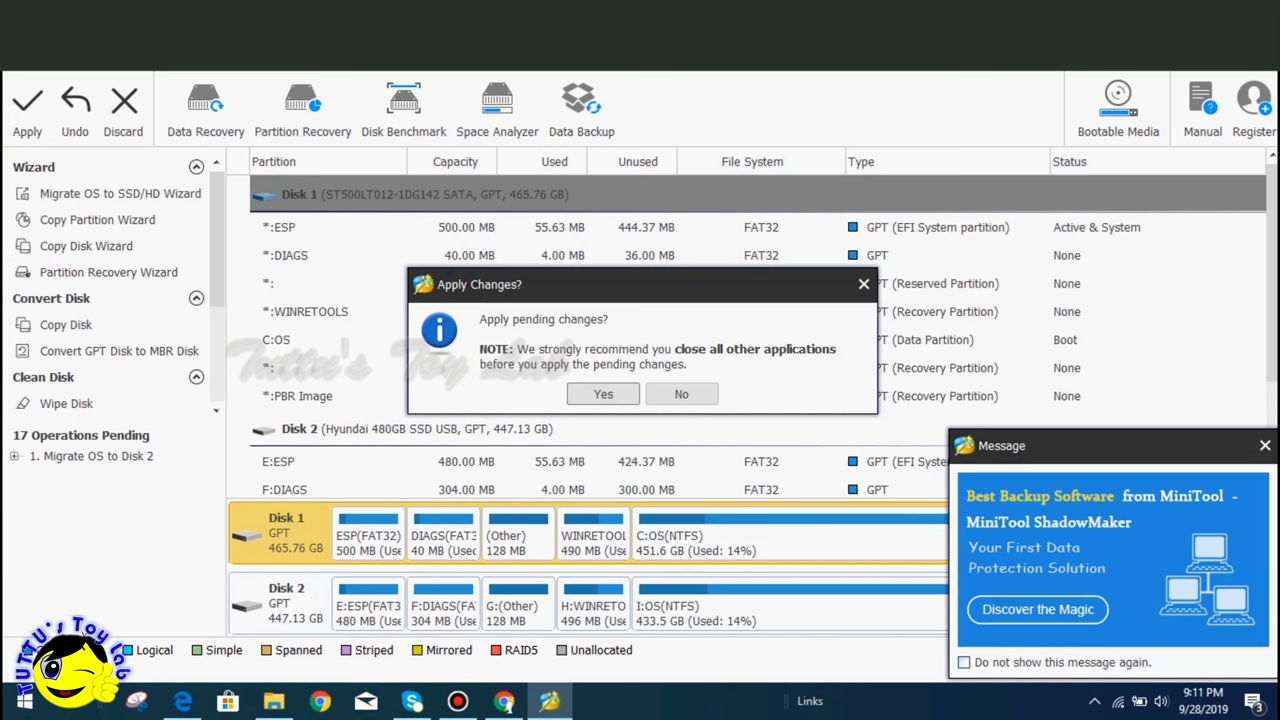 Apply Undo Discard Data Recovery Partition Recovery Disk Benchmark Space Analyzer Data Backup Bootable Media Manual Register
Wizard
Migrate OS to SSD/HD Wizard
Copy Partition Wizard
Copy Disk Wizard
Partition Recovery Wizard
Convert Disk
Copy Disk
Convert GPT Disk to MBR Disk
Clean Disk
Wipe Disk
17 Operations Pending
1. Migrate OS to Disk 2
Partition Capacity Used Unused File System Type Status
Disk 1 (ST500LT012-1DG142 SATA, GPT, 465.76 GB)
*:ESP 500.00 MB 55.63 MB 444.37 MB FAT32 GPT (EFI System partition) Active & System
*:DIAGS 40.00 MB 4.00 MB 36.00 MB FAT32 GPT None
*: PT (Reserved Partition) None
*:WINRETOOLS PT (Recovery Partition) None
C:OS PT (Data Partition) Boot
*: PT (Recovery Partition) None
*:PBR Image PT (Recovery Partition) None
Disk 2 (Hyundai 480GB SSD USB, GPT, 447.13 GB)
E:ESP 480.00 MB 55.63 MB 424.37 MB FAT32 GPT (EFI Syste
F:DIAGS 304.00 MB 4.00 MB 300.00 MB FAT32 GPT
Apply Changes?
Apply pending changes?
NOTE: We strongly recommend you close all other applications
before you apply the pending changes.
Yes No
Tuttu's Toy Lab
Disk 1
GPT
465.76 GB
ESP(FAT32)
500 MB (Use
DIAGS(FAT3
40 MB (Used
(Other)
128 MB
WINRETOOL
490 MB (Use
C:OS(NTFS)
451.6 GB (Used: 14%)
Disk 2
GPT
447.13 GB
E:ESP(FAT3
480 MB (Use
F:DIAGS(FA
304 MB (Use
G:(Other)
128 MB
H:WINRETO
496 MB (Use
I:OS(NTFS)
433.5 GB (Used: 14%)
Logical Simple Spanned Striped Mirrored RAID5 Unallocated
Message
Best Backup Software from MiniTool -
MiniTool ShadowMaker
Your First Data
Protection Solution
Discover the Magic
Do not show this message again.
TUTTU's Toy Lab
Links
9:11 PM
9/28/2019
3